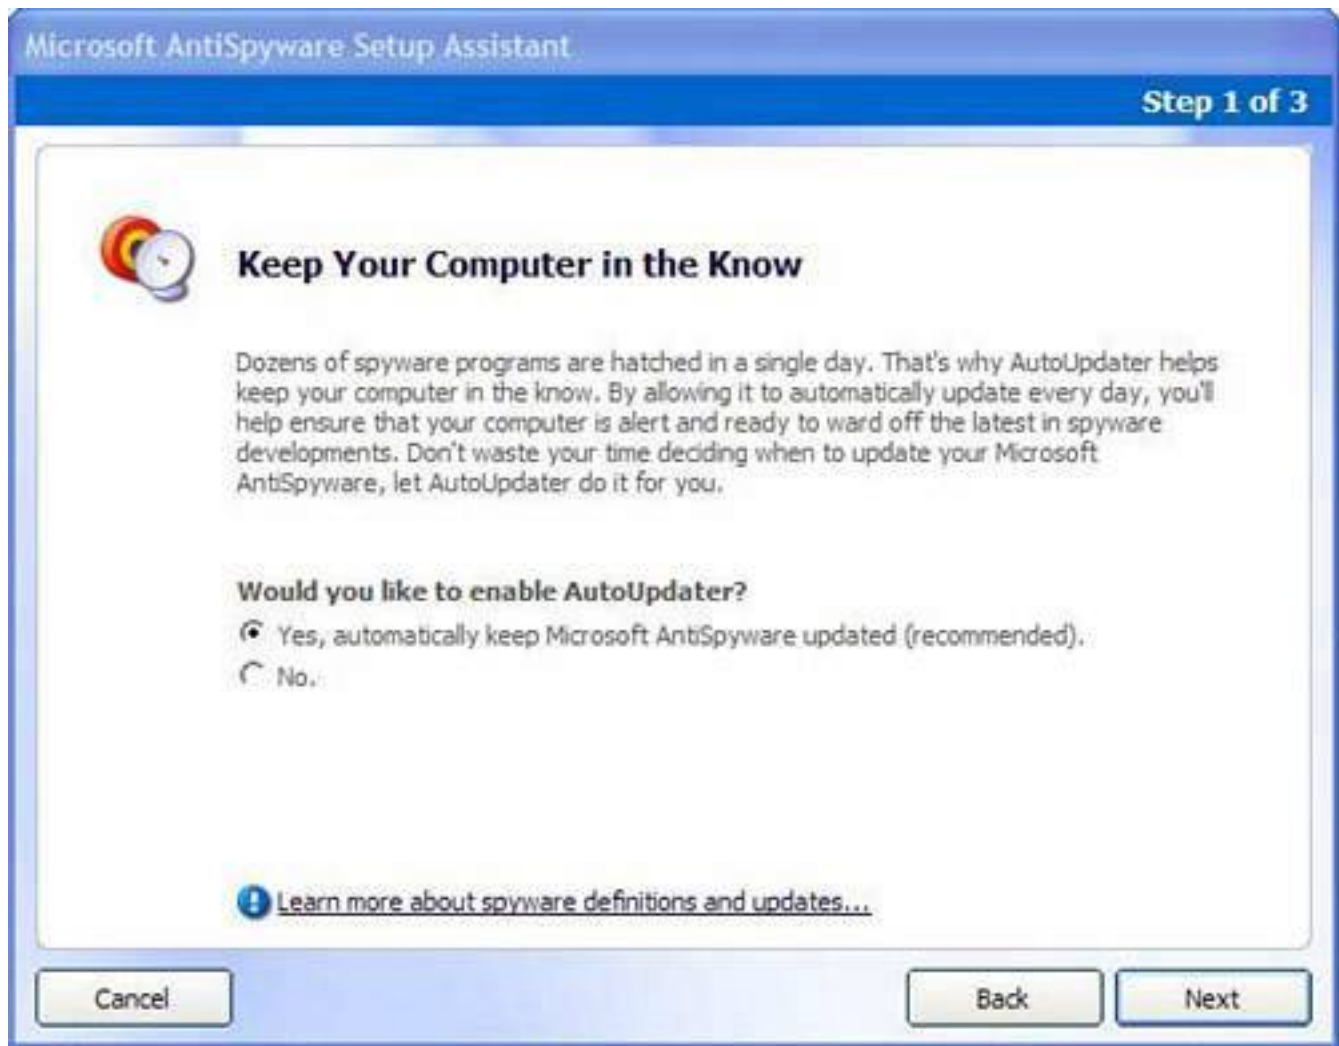 Microsoft AntiSpyware Setup Assistant
Step 1 of 3
Keep Your Computer in the Know
Dozens of spyware programs are hatched in a single day. That's why AutoUpdater helps
keep your computer in the know. By allowing it to automatically update every day, you'll
help ensure that your computer is alert and ready to ward off the latest in spyware
developments. Don't waste your time deciding when to update your Microsoft
AntiSpyware, let AutoUpdater do it for you.
Would you like to enable AutoUpdater?
Yes, automatically keep Microsoft AntiSpyware updated (recommended).
No.
Learn more about spyware definitions and updates...
Cancel
Back
Next